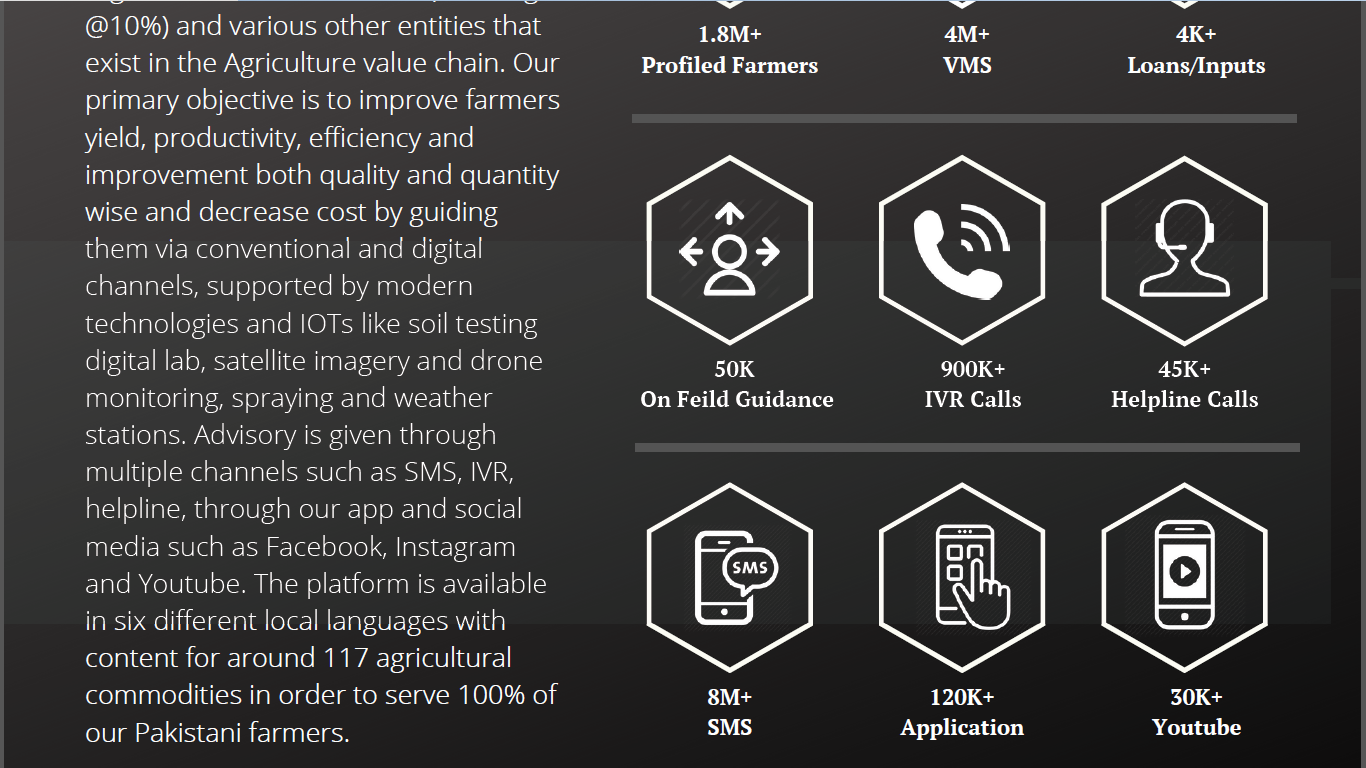 @10%) and various other entities that
exist in the Agriculture value chain. Our
primary objective is to improve farmers
yield, productivity, efficiency and
improvement both quality and quantity
wise and decrease cost by guiding
them via conventional and digital
channels, supported by modern
technologies and IOTs like soil testing
digital lab, satellite imagery and drone
monitoring, spraying and weather
stations. Advisory is given through
multiple channels such as SMS, IVR,
helpline, through our app and social
media such as Facebook, Instagram
and Youtube. The platform is available
in six different local languages with
content for around 117 agricultural
commodities in order to serve 100% of
our Pakistani farmers.
1.8M+
Profiled Farmers
4M+
VMS
4K+
Loans/Inputs
50K
On Feild Guidance
900K+
IVR Calls
45K+
Helpline Calls
SMS
8M+
SMS
120K+
Application
30K+
Youtube